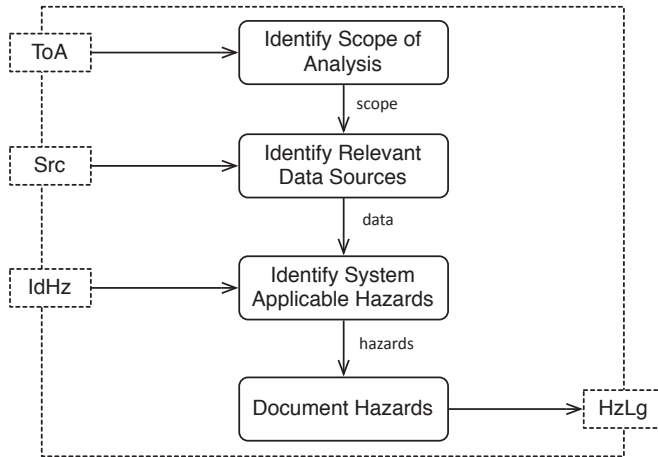 ToA
Identify Scope of
Analysis
scope
Src
Identify Relevant
Data Sources
data
IdHz
Identify System
Applicable Hazards
hazards
Document Hazards
HzLg